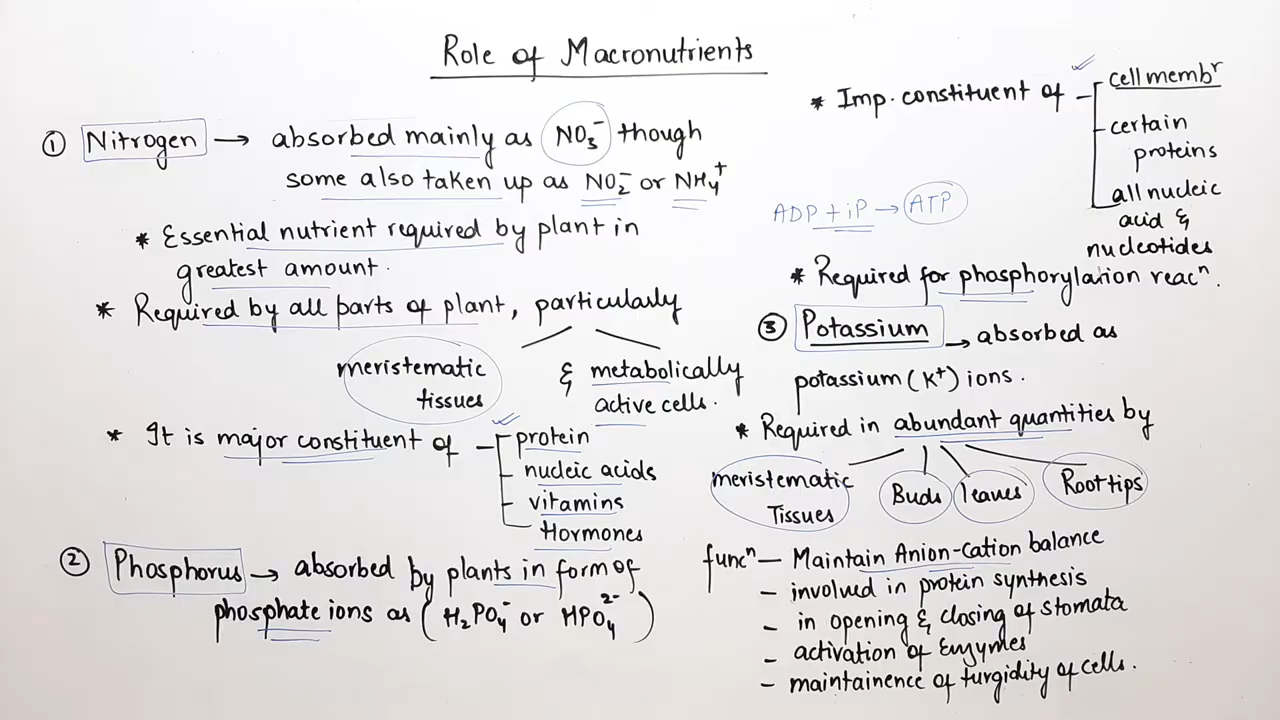 Role of Macronutrients
① Nitrogen → absorbed mainly as NO₃⁻ though
some also taken up as NO₂⁻ or NH₄⁺
* Essential nutrient required by plant in
greatest amount.
* Required by all parts of plant, particularly
meristematic tissues
& metabolically active cells.
* It is major constituent of - protein
- nucleic acids
- vitamins
Hormones
② Phosphorus → absorbed by plants in form of
phosphate ions as (H₂PO₄⁻ or HPO₄²⁻)
* Imp. constituent of - cell membʳ
- certain
proteins
all nucleic
acid &
nucleotides
ADP + iP → ATP
* Required for phosphorylation reacⁿ.
③ Potassium → absorbed as
potassium (K⁺) ions.
* Required in abundant quantities by
meristematic Tissues
Buds
leaves
Root tips
funcⁿ - Maintain Anion-Cation balance
- involved in protein synthesis
- in opening & closing of stomata
- activation of Enzymes
- maintainence of turgidity of cells.